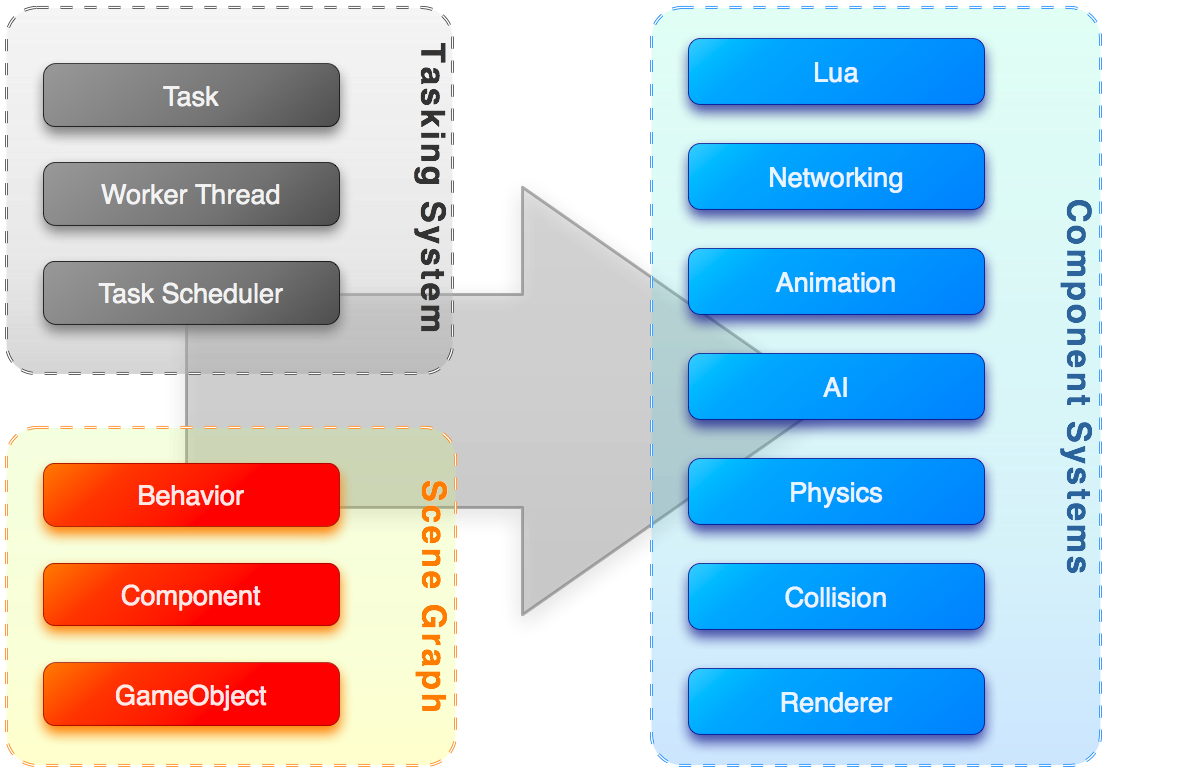 Tasking System
Task
Worker Thread
Task Scheduler
Scene Graph
Behavior
Component
GameObject
Component Systems
Lua
Networking
Animation
AI
Physics
Collision
Renderer